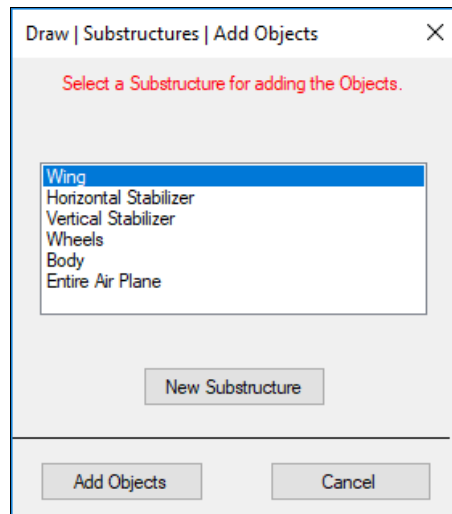 Draw | Substructures | Add Objects
Select a Substructure for adding the Objects.
Wing
Horizontal Stabilizer
Vertical Stabilizer
Wheels
Body
Entire Air Plane
New Substructure
Add Objects
Cancel